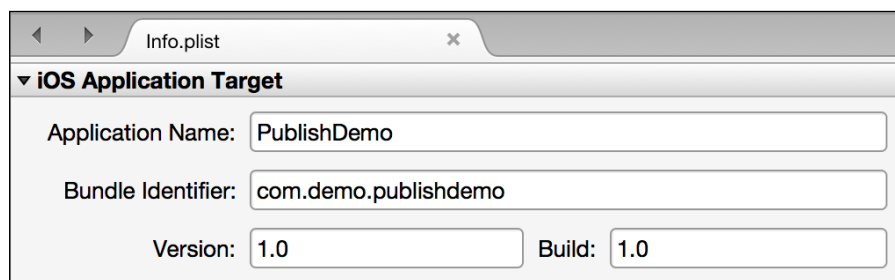 Info.plist
iOS Application Target
Application Name: PublishDemo
Bundle Identifier: com.demo.publishdemo
Version: 1.0 Build: 1.0